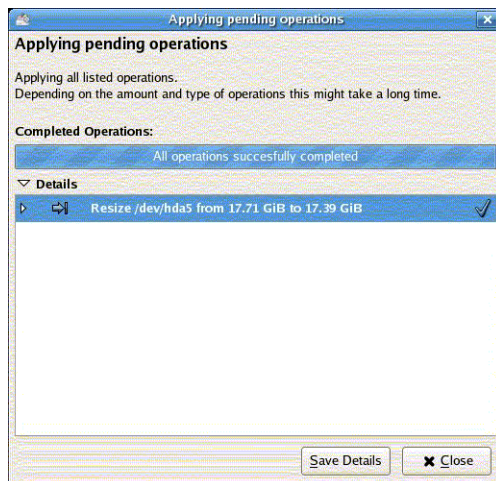 Applying pending operations
Applying pending operations
Applying all listed operations.
Depending on the amount and type of operations this might take a long time.
Completed Operations:
All operations succesfully completed
Details
Resize /dev/hda5 from 17.71 GiB to 17.39 GiB
Save Details
Close